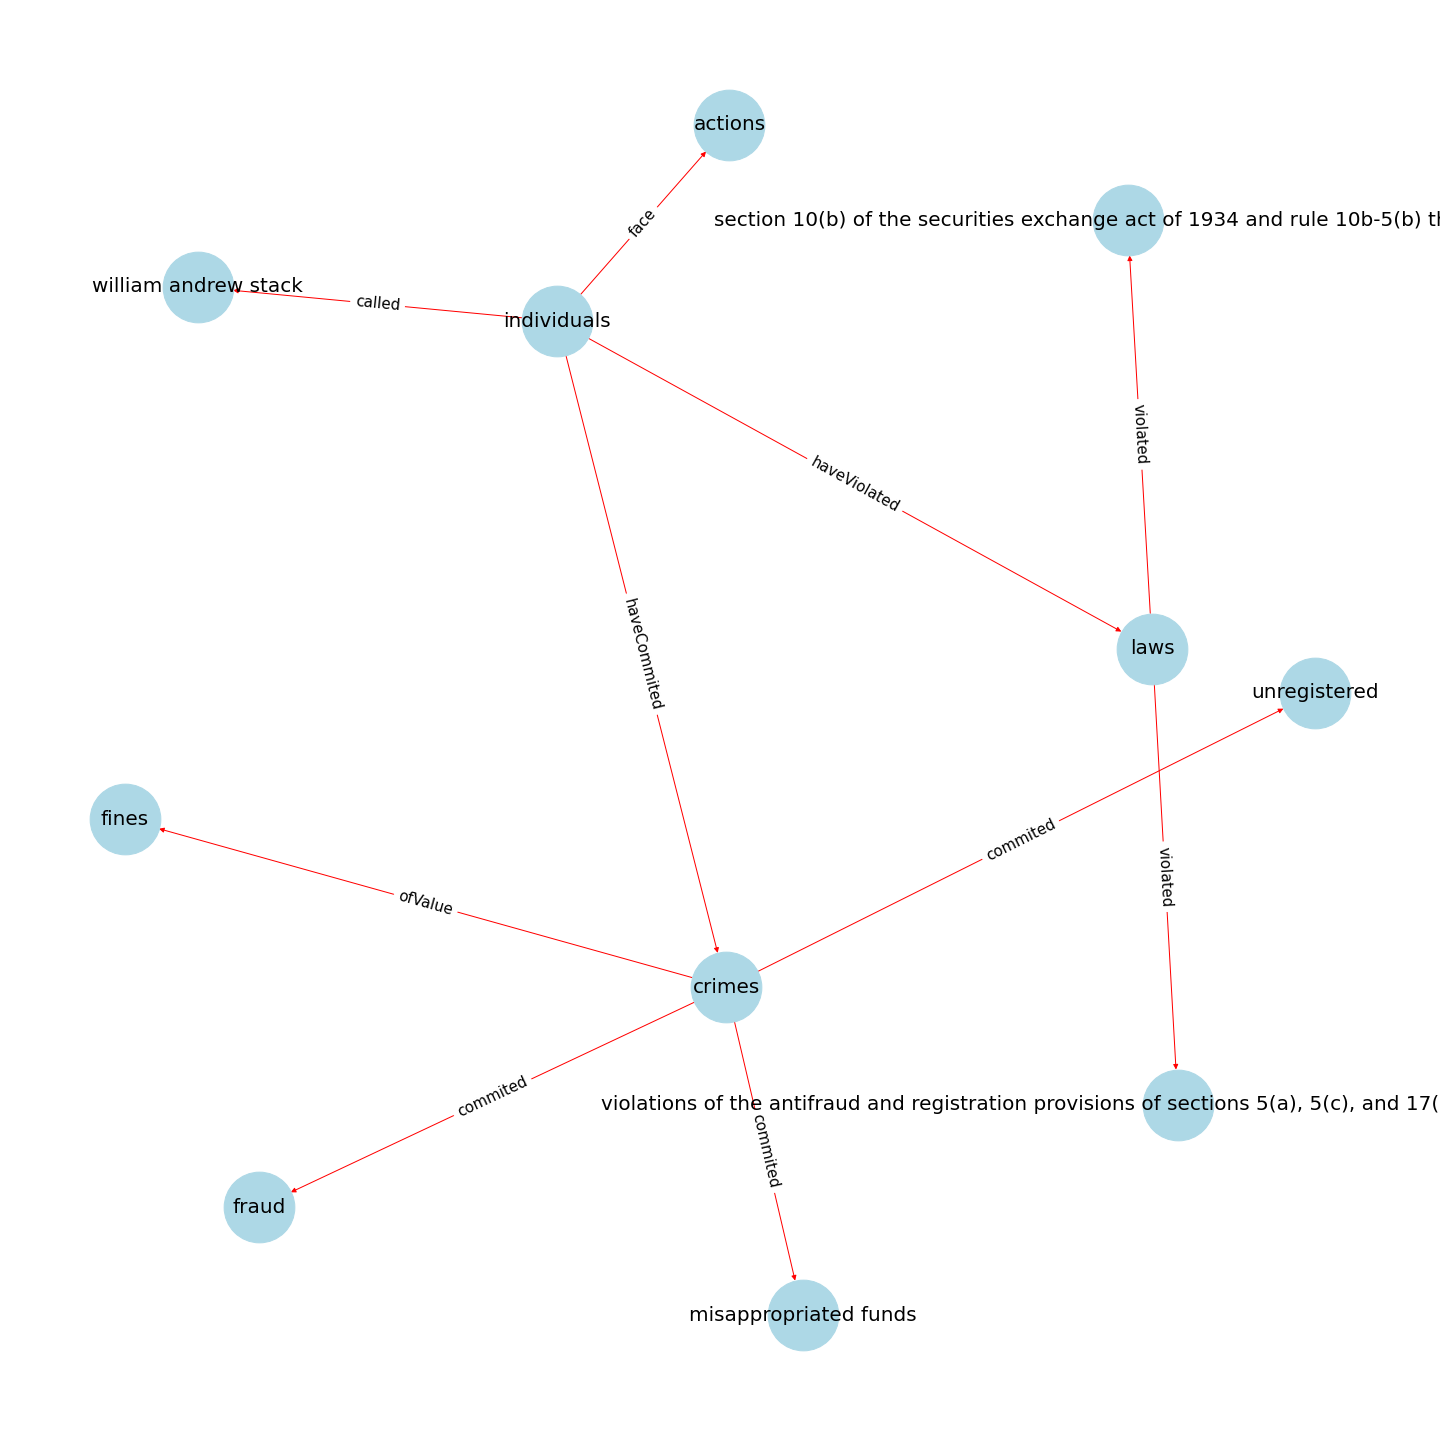 actions
section 10(b) of the securities exchange act of 1934 and rule 10b-5(b)
face
william andrew stack
called
individuals
violated
haveViolated
haveCommited
laws
unregistered
fines
commited
violated
ofValue
crimes
commited
violations of the antifraud and registration provisions of sections 5(a), 5(c), and 17(
commited
fraud
misappropriated funds